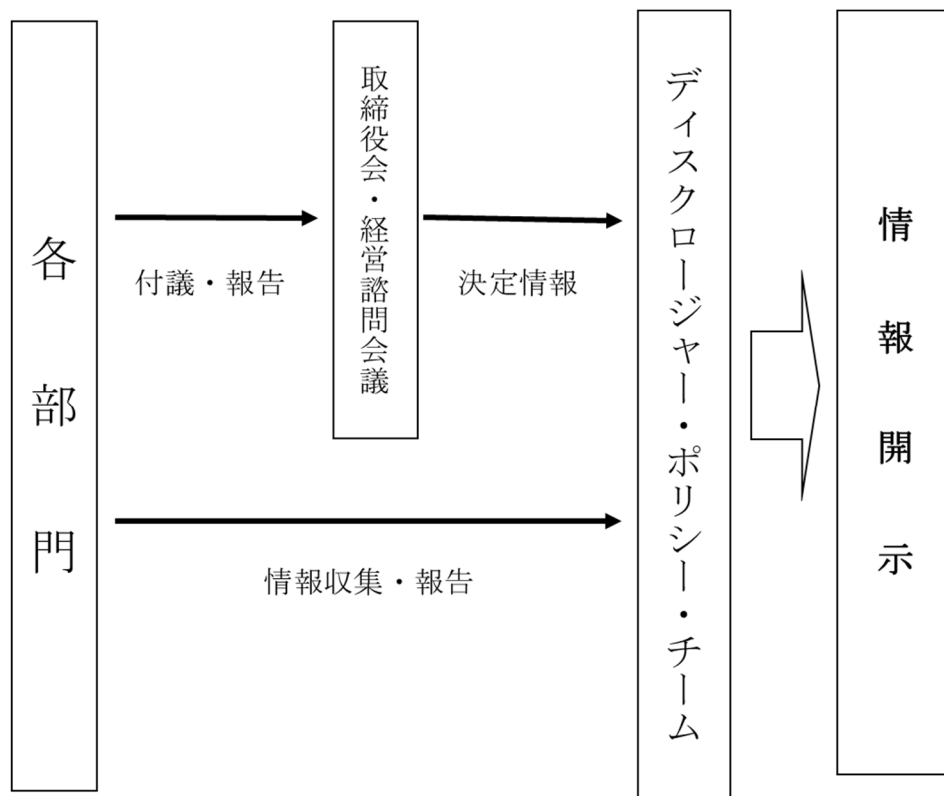 各部門
付議・報告
取締役会・経営諮問会議
決定情報
情報収集・報告
ディスクロージャー・ポリシー・チーム
情報開示